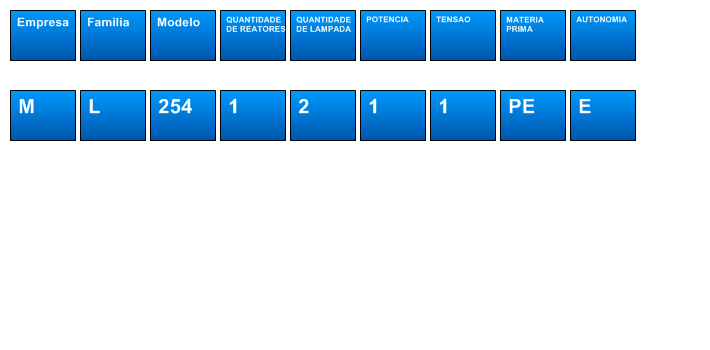 Empresa Familia Modelo QUANTIDADE DE REATORES QUANTIDADE DE LAMPADA POTENCIA TENSAO MATERIA PRIMA AUTONOMIA
M L 254 1 2 1 1 PE E